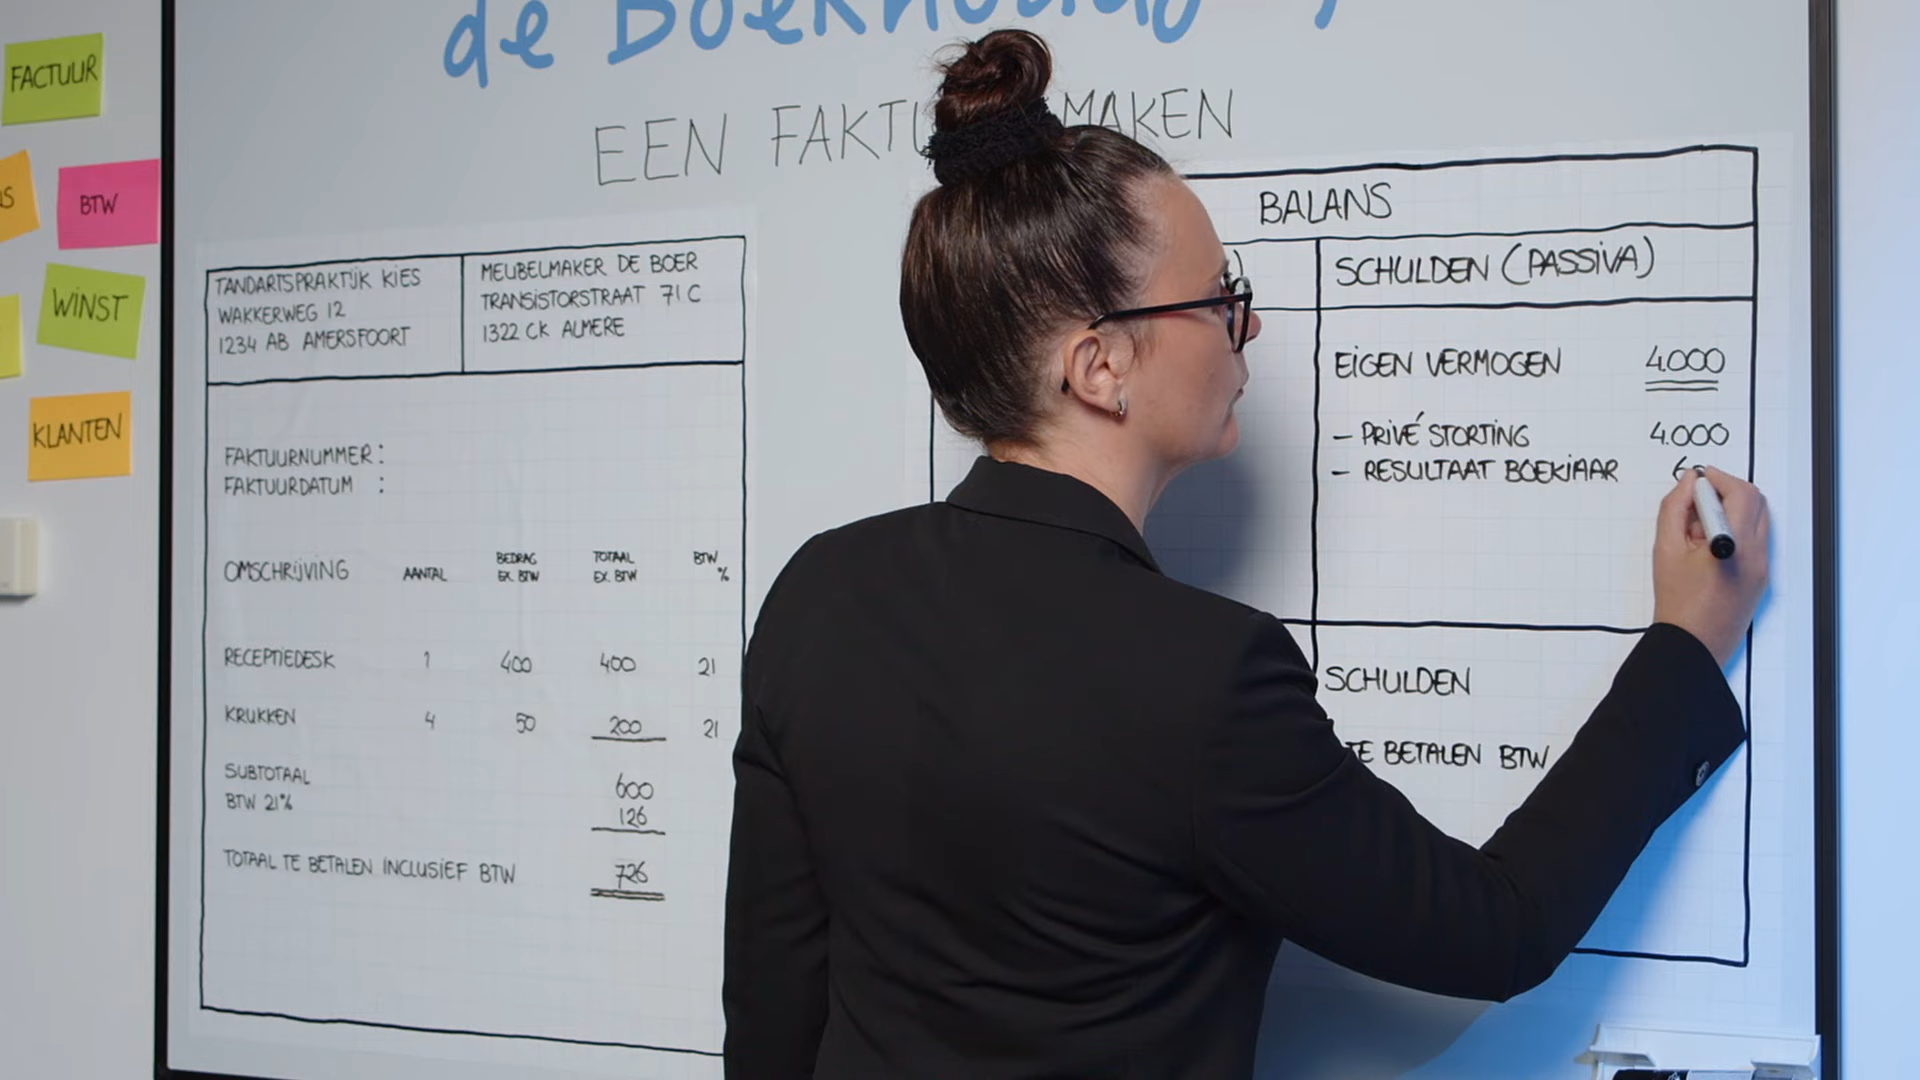 de Boekhoud
EEN FAKTU MAKEN
FACTUUR
BTW
WINST
KLANTEN
TANDARTSPRAKTIJK KIES
WAKKERWEG 12
1234 AB AMERSFOORT
MEUBELMAKER DE BOER
TRANSISTORSTRAAT 71 C
1322 CK ALMERE
FAKTUURNUMMER :
FAKTUURDATUM :
OMSCHRIJVING AANTAL BEDRAG EX. BTW TOTAAL EX. BTW BTW %
RECEPTIEDESK 1 400 400 21
KRUKKEN 4 50 200 21
SUBTOTAAL 600
BTW 21% 126
TOTAAL TE BETALEN INCLUSIEF BTW 726
BALANS
) SCHULDEN (PASSIVA)
EIGEN VERMOGEN 4.000
- PRIVÉ STORTING 4.000
- RESULTAAT BOEKJAAR 6
SCHULDEN
TE BETALEN BTW